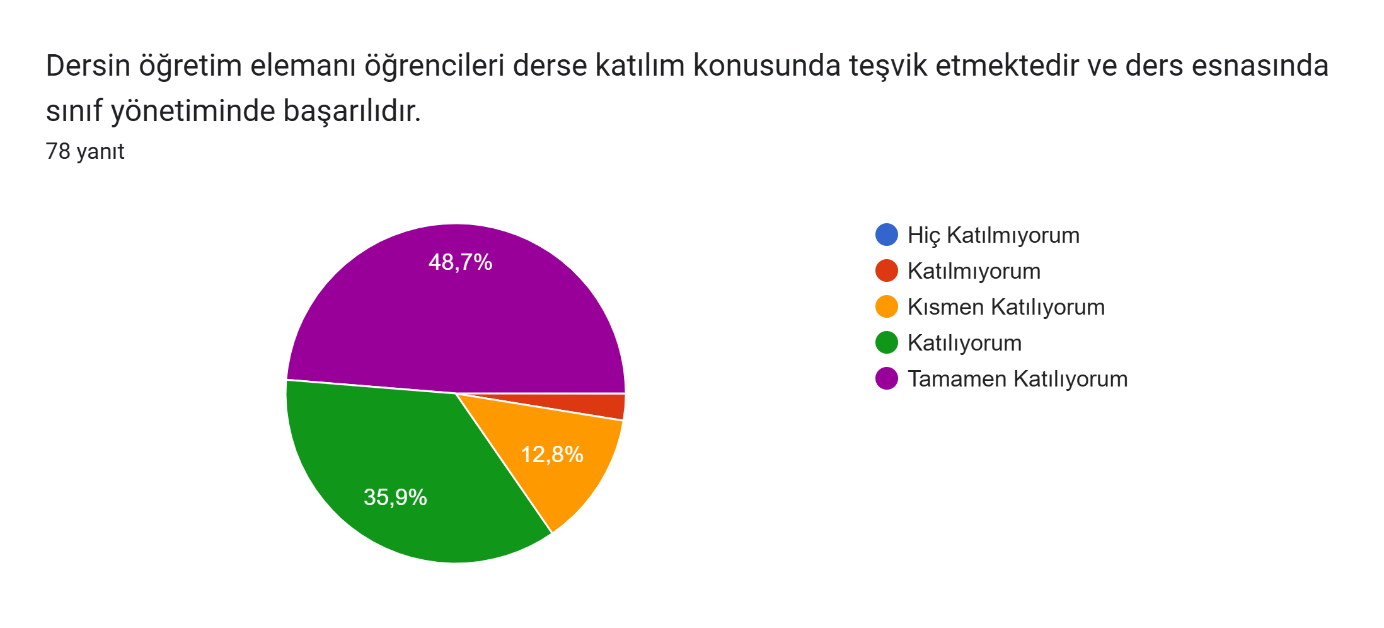 Dersin öğretim elemanı öğrencileri derse katılım konusunda teşvik etmektedir ve ders esnasında
sınıf yönetiminde başarılıdır.
78 yanıt
48,7%
12,8%
35,9%
Hiç Katılmıyorum
Katılmıyorum
Kısmen Katılıyorum
Katılıyorum
Tamamen Katılıyorum